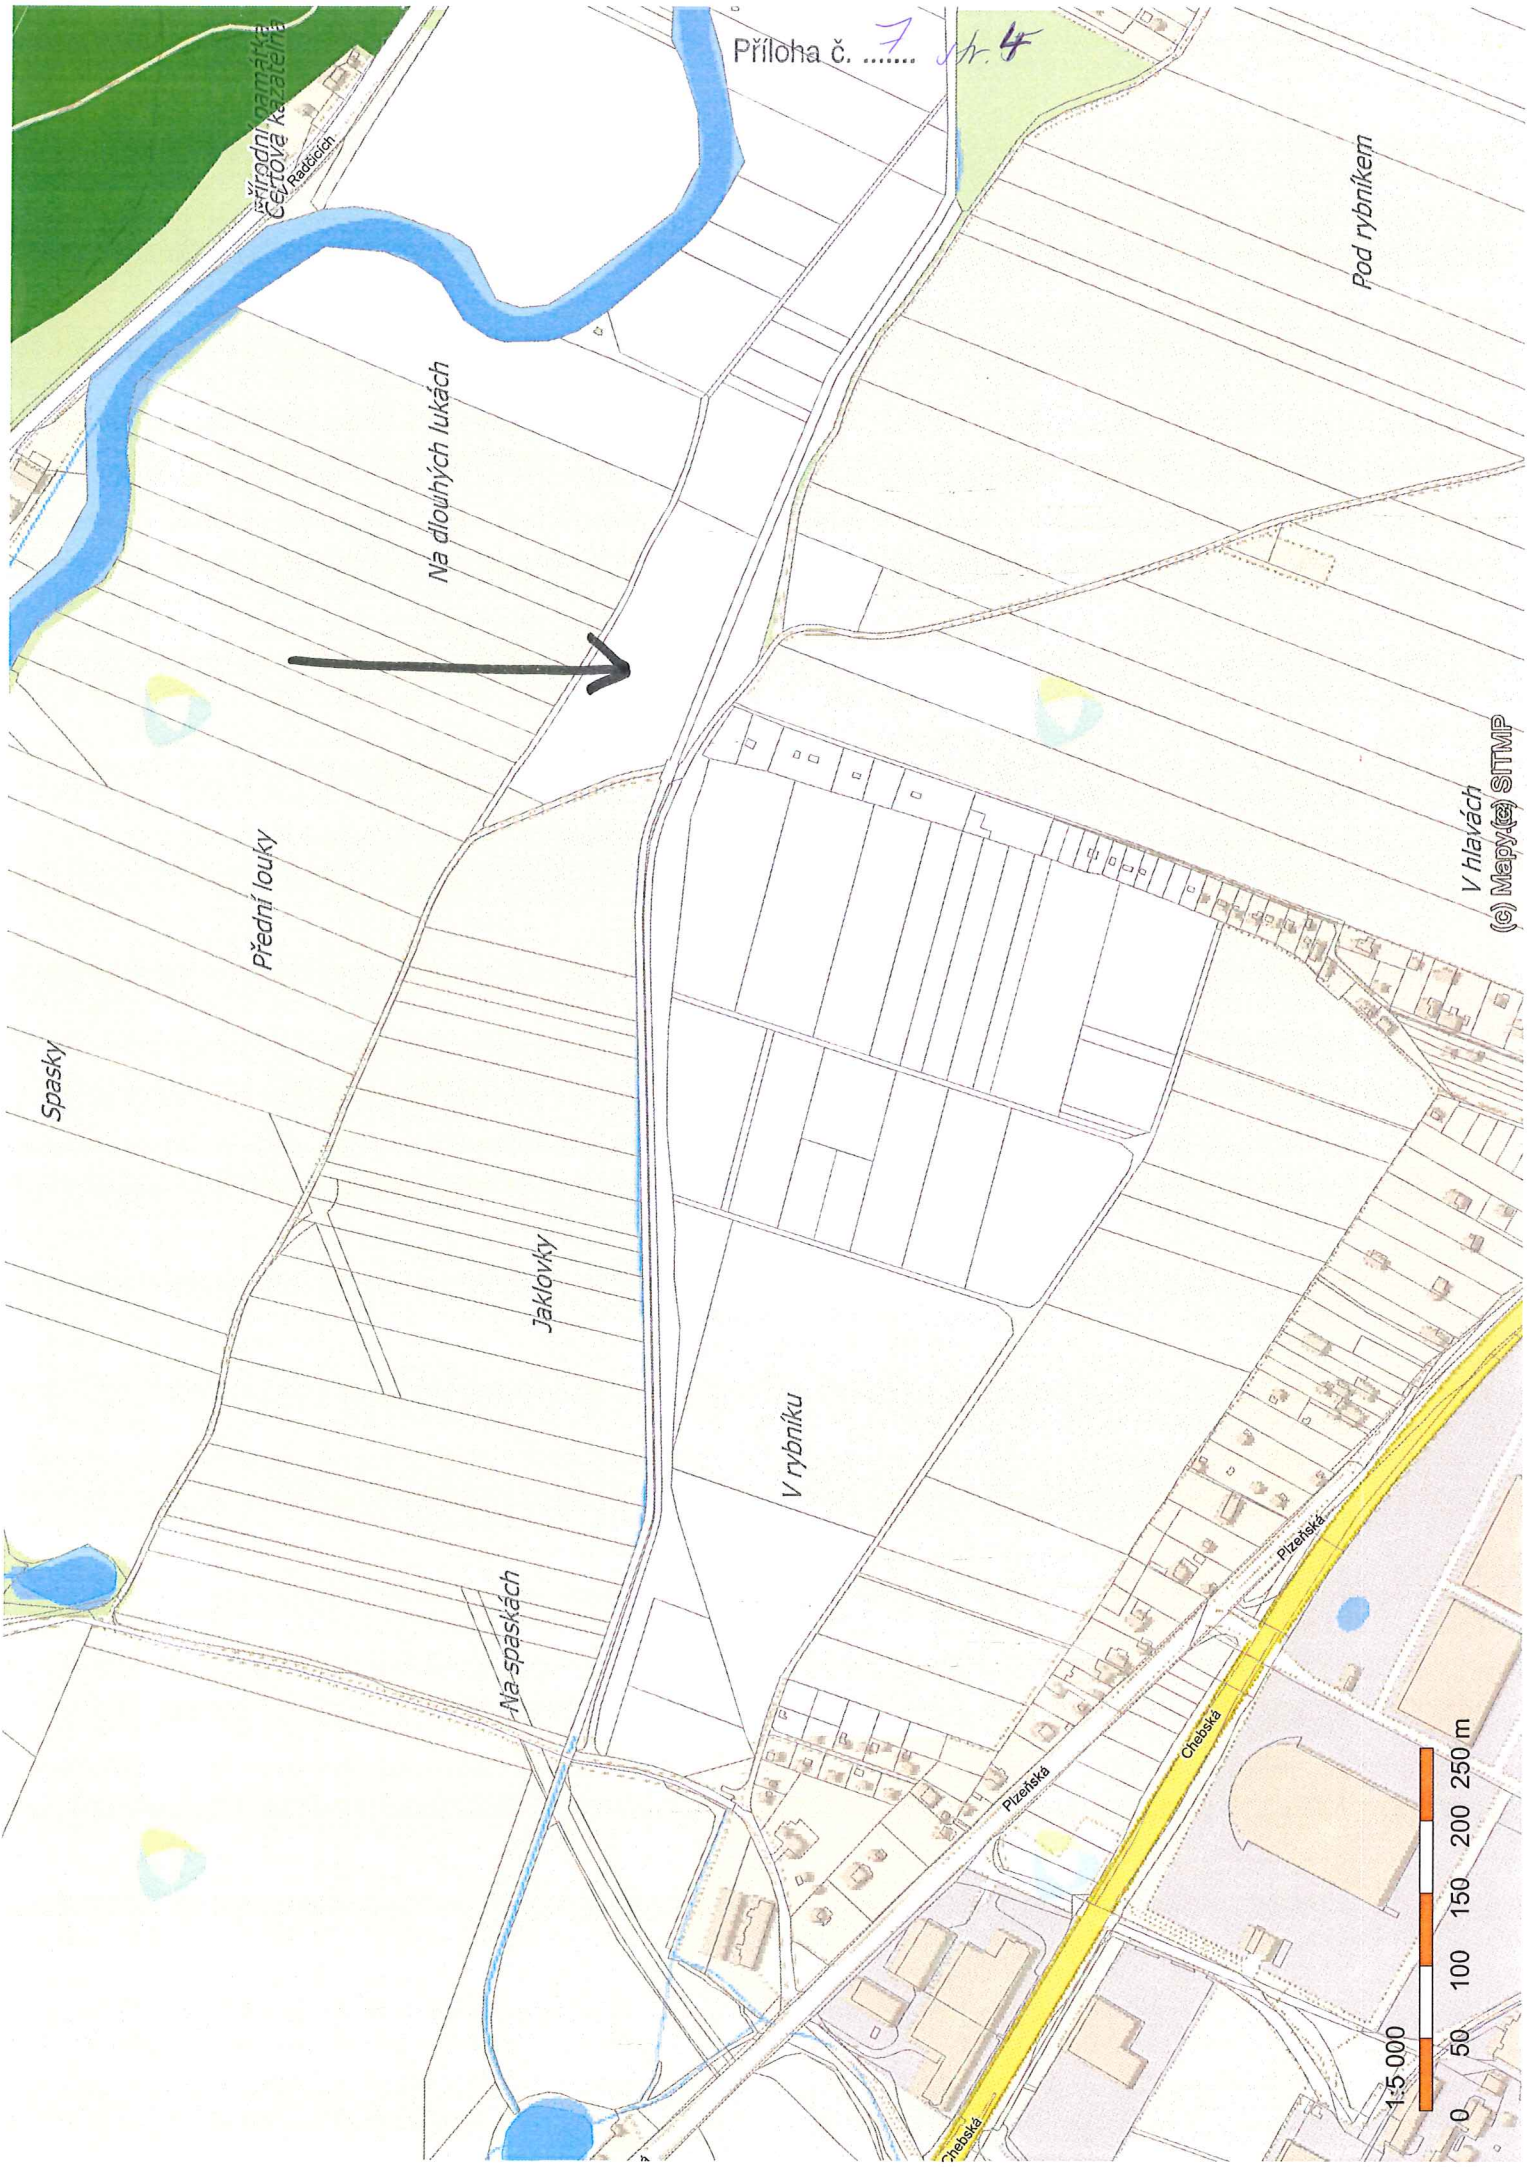 Příloha č. ....... 7 str. 4
Přírodní památka
Čertova kazatelna
V Radčicích
Na dlouhých lukách
Pod rybníkem
Spasky
Přední louky
Jaklovky
V rybníku
V hlavách
(c) Mapy (c) SITMP
Na spaskách
Plzeňská
Plzeňská
Chebská
Chebská
1:5 000
0 50 100 150 200 250 m